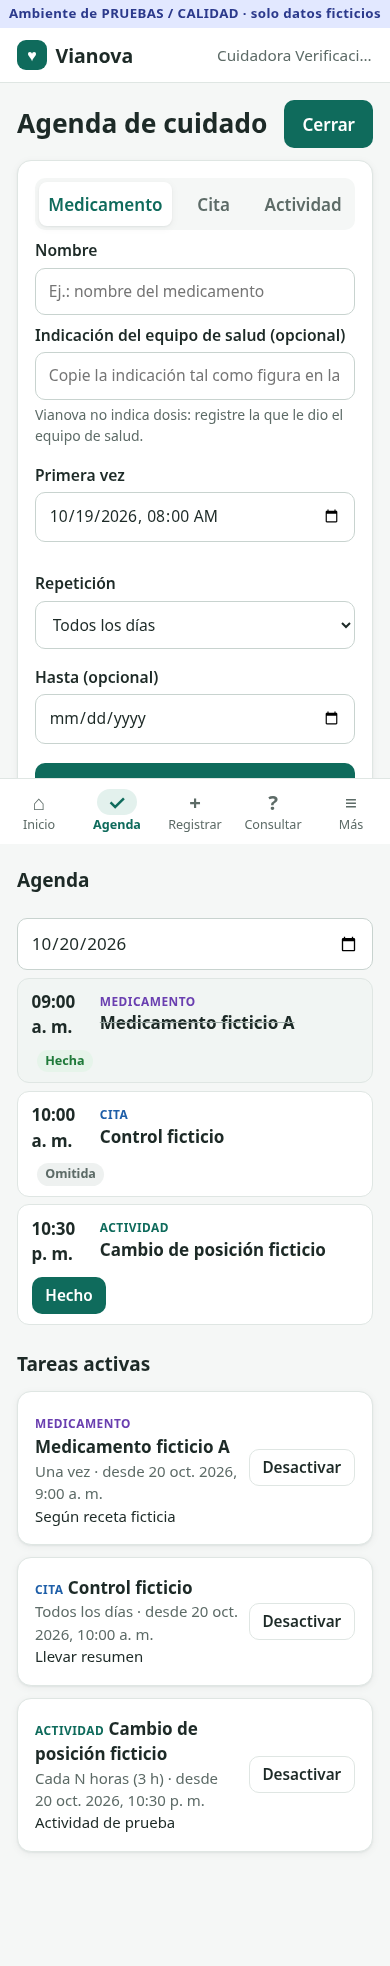 Ambiente de PRUEBAS / CALIDAD · solo datos ficticios
♥ Vianova
Cuidadora Verificaci...
Agenda de cuidado
Cerrar
Medicamento
Cita
Actividad
Nombre
Ej.: nombre del medicamento
Indicación del equipo de salud (opcional)
Copie la indicación tal como figura en la
Vianova no indica dosis: registre la que le dio el
equipo de salud.
Primera vez
10/19/2026, 08:00 AM
Repetición
Todos los días
Hasta (opcional)
mm/dd/yyyy
Inicio
Agenda
Registrar
Consultar
Más
Agenda
10/20/2026
09:00
a. m.
MEDICAMENTO
Medicamento ficticio A
Hecha
10:00
a. m.
CITA
Control ficticio
Omitida
10:30
p. m.
ACTIVIDAD
Cambio de posición ficticio
Hecho
Tareas activas
MEDICAMENTO
Medicamento ficticio A
Una vez · desde 20 oct. 2026,
9:00 a. m.
Según receta ficticia
Desactivar
CITA Control ficticio
Todos los días · desde 20 oct.
2026, 10:00 a. m.
Llevar resumen
Desactivar
ACTIVIDAD Cambio de
posición ficticio
Cada N horas (3 h) · desde
20 oct. 2026, 10:30 p. m.
Actividad de prueba
Desactivar